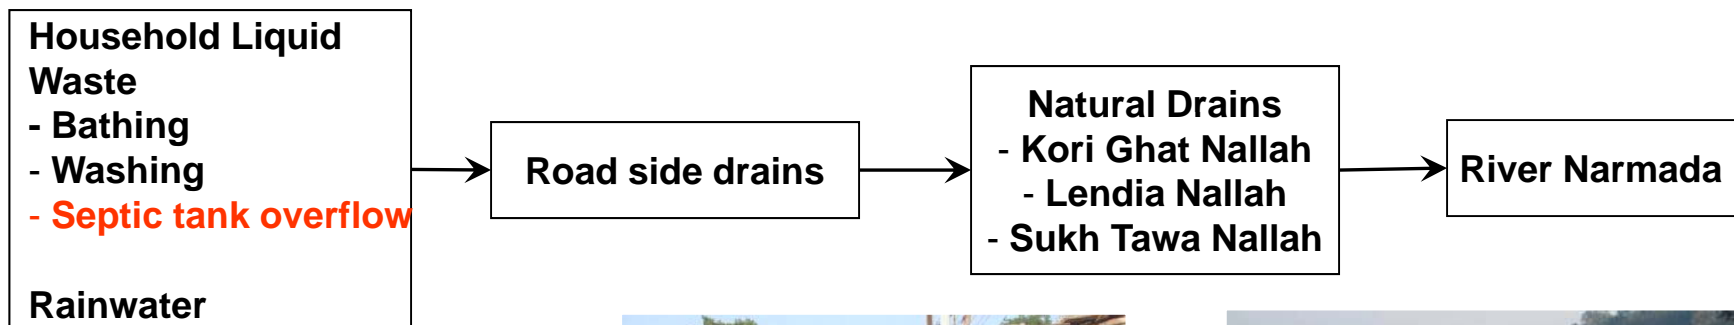 Household Liquid
Waste
- Bathing
- Washing
- Septic tank overflow
Rainwater
Road side drains
Natural Drains
- Kori Ghat Nallah
- Lendia Nallah
- Sukh Tawa Nallah
River Narmada